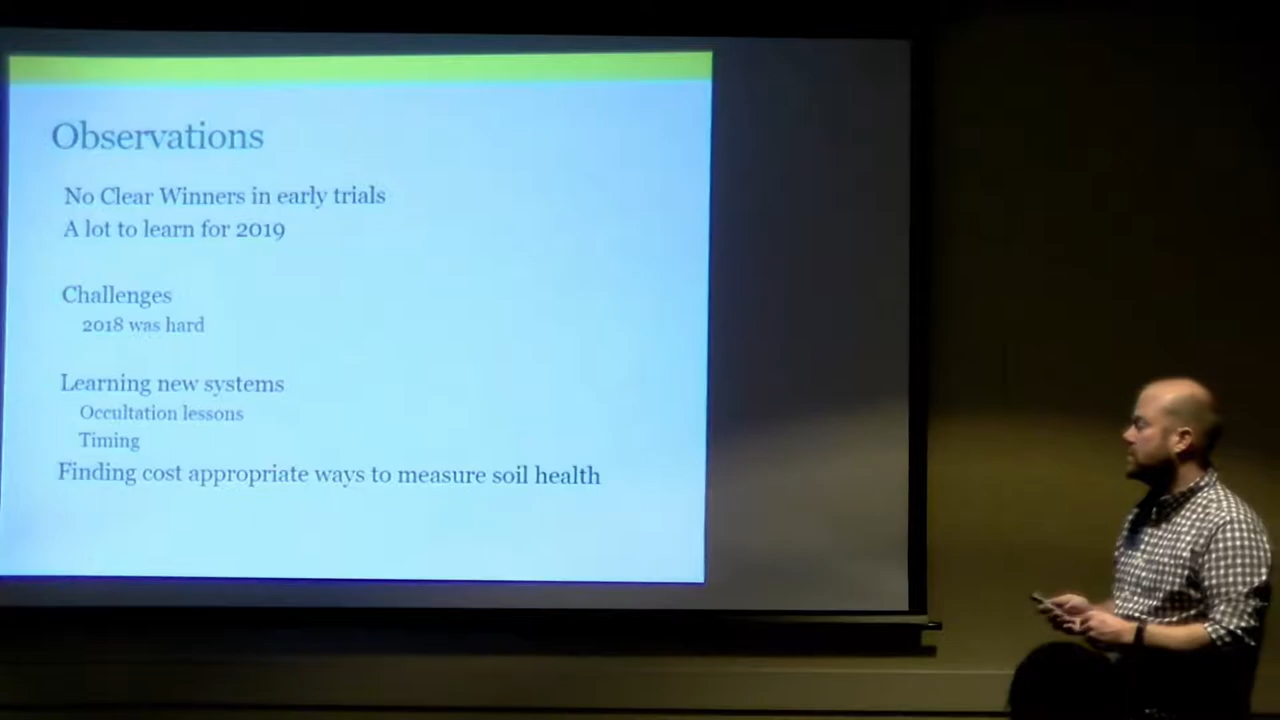 Observations
No Clear Winners in early trials
A lot to learn for 2019
Challenges
2018 was hard
Learning new systems
Occultation lessons
Timing
Finding cost appropriate ways to measure soil health